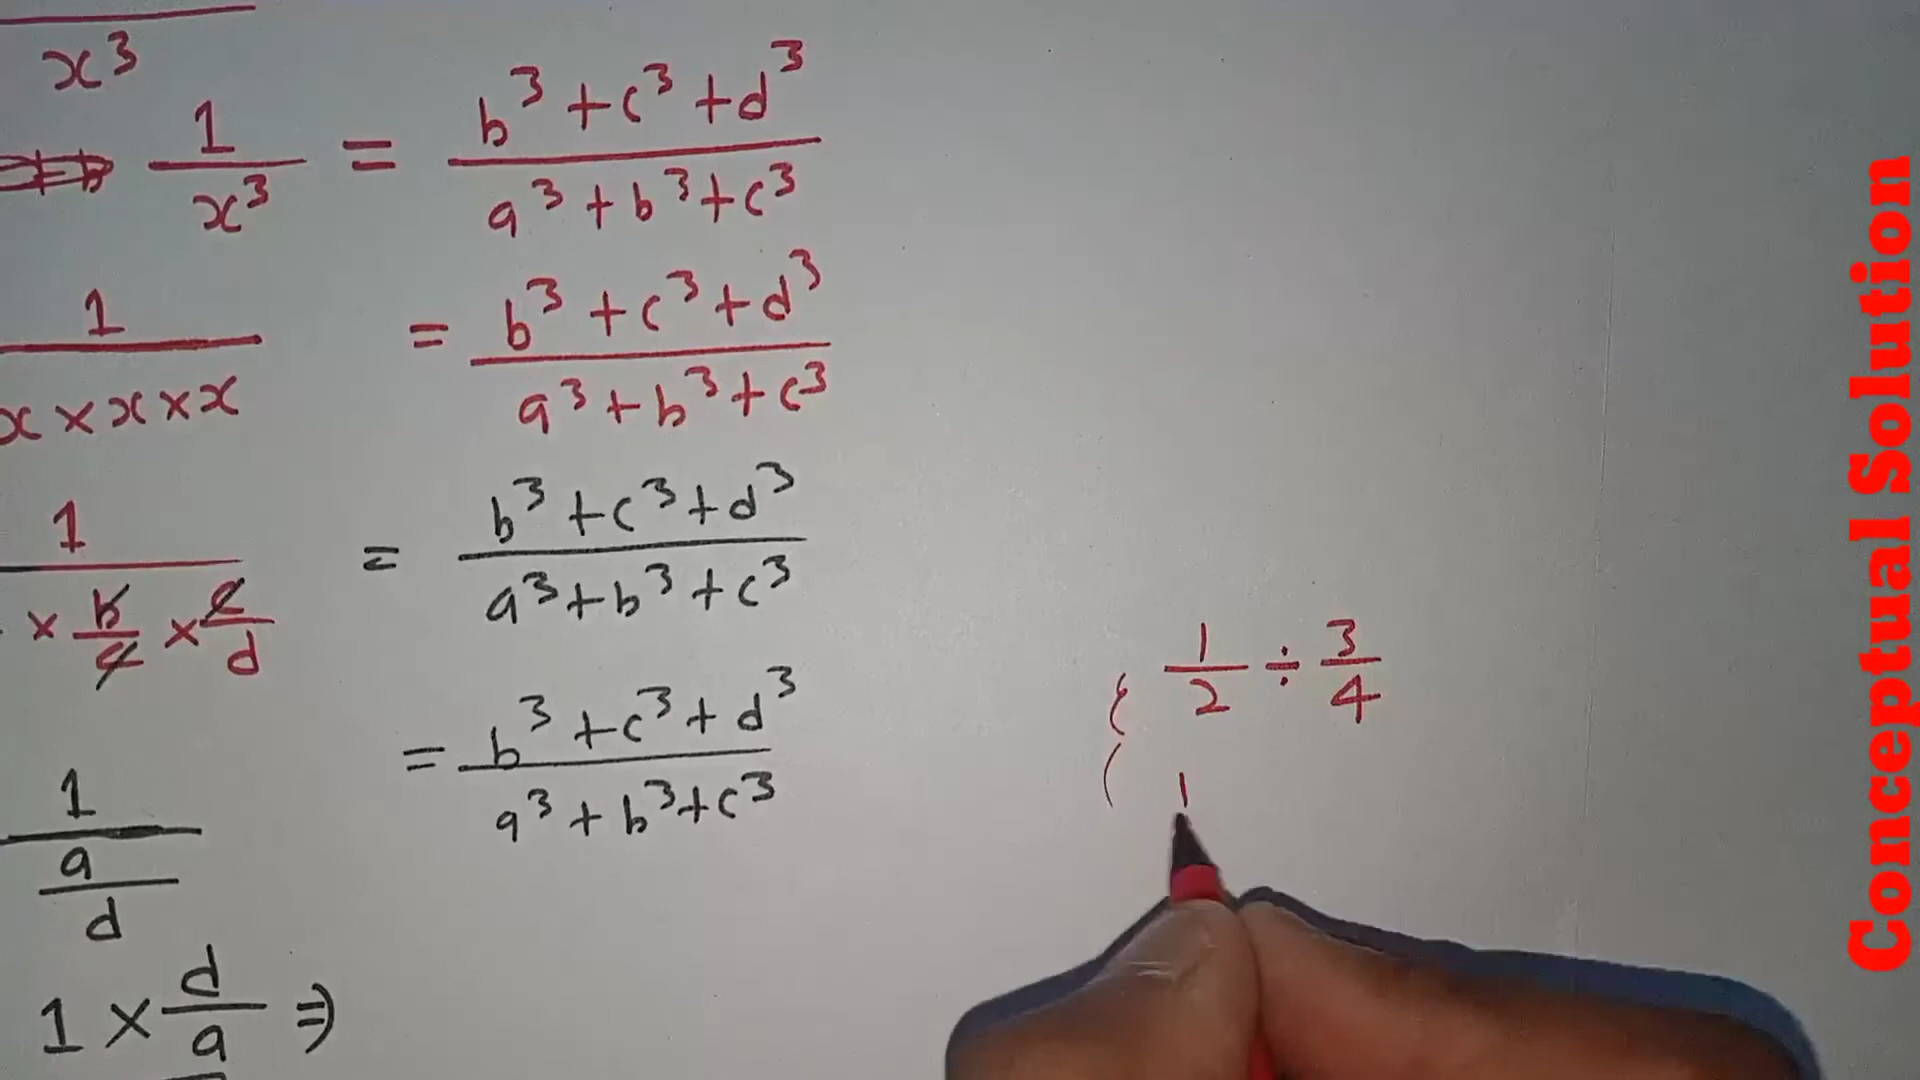 x³
1/x³ = (b³ + c³ + d³)/(a³ + b³ + c³)
1/(x × x × x) = (b³ + c³ + d³)/(a³ + b³ + c³)
1/(× b/a × c/d) = (b³ + c³ + d³)/(a³ + b³ + c³)
1/(a/d) = (b³ + c³ + d³)/(a³ + b³ + c³)
1 × d/a ⇒
{ 1/2 ÷ 3/4
( 1
Conceptual Solution